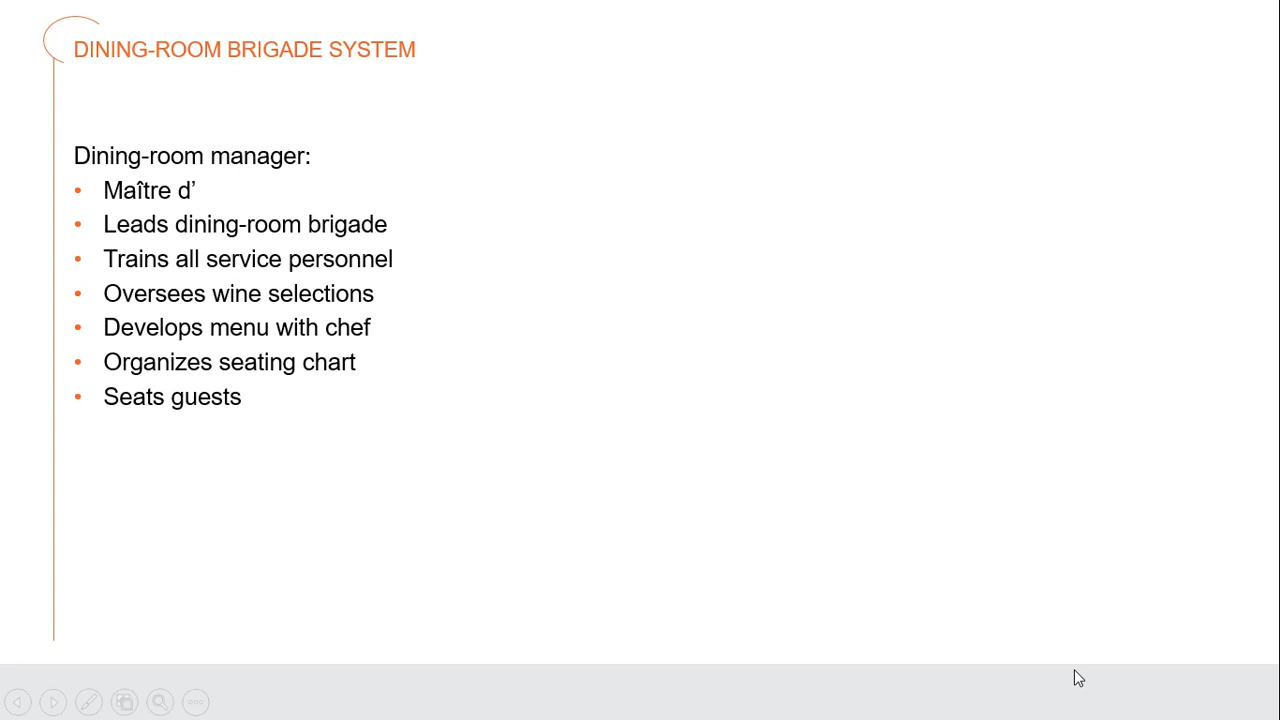 DINING-ROOM BRIGADE SYSTEM
Dining-room manager:
• Maître d’
• Leads dining-room brigade
• Trains all service personnel
• Oversees wine selections
• Develops menu with chef
• Organizes seating chart
• Seats guests